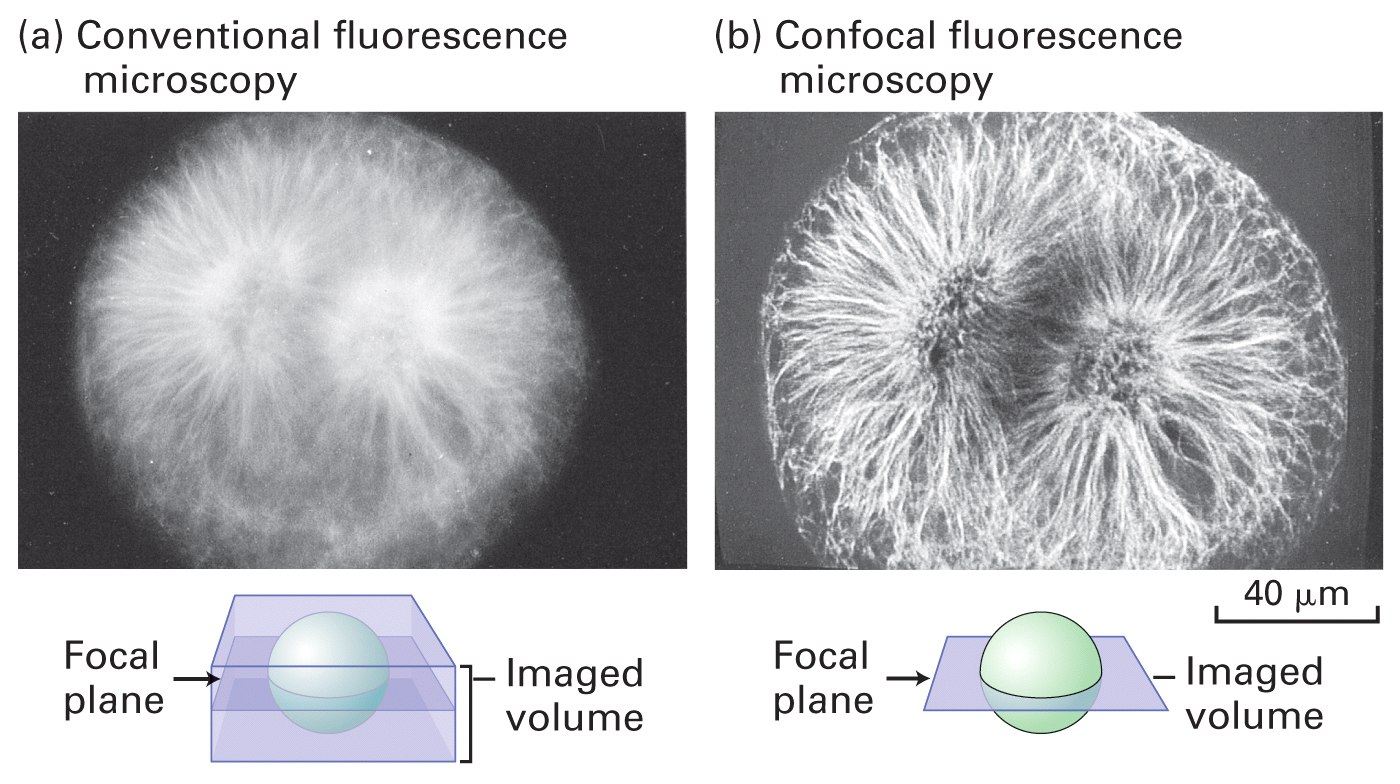 (a) Conventional fluorescence
microscopy
(b) Confocal fluorescence
microscopy
40 μm
Focal
plane
Imaged
volume
Focal
plane
Imaged
volume